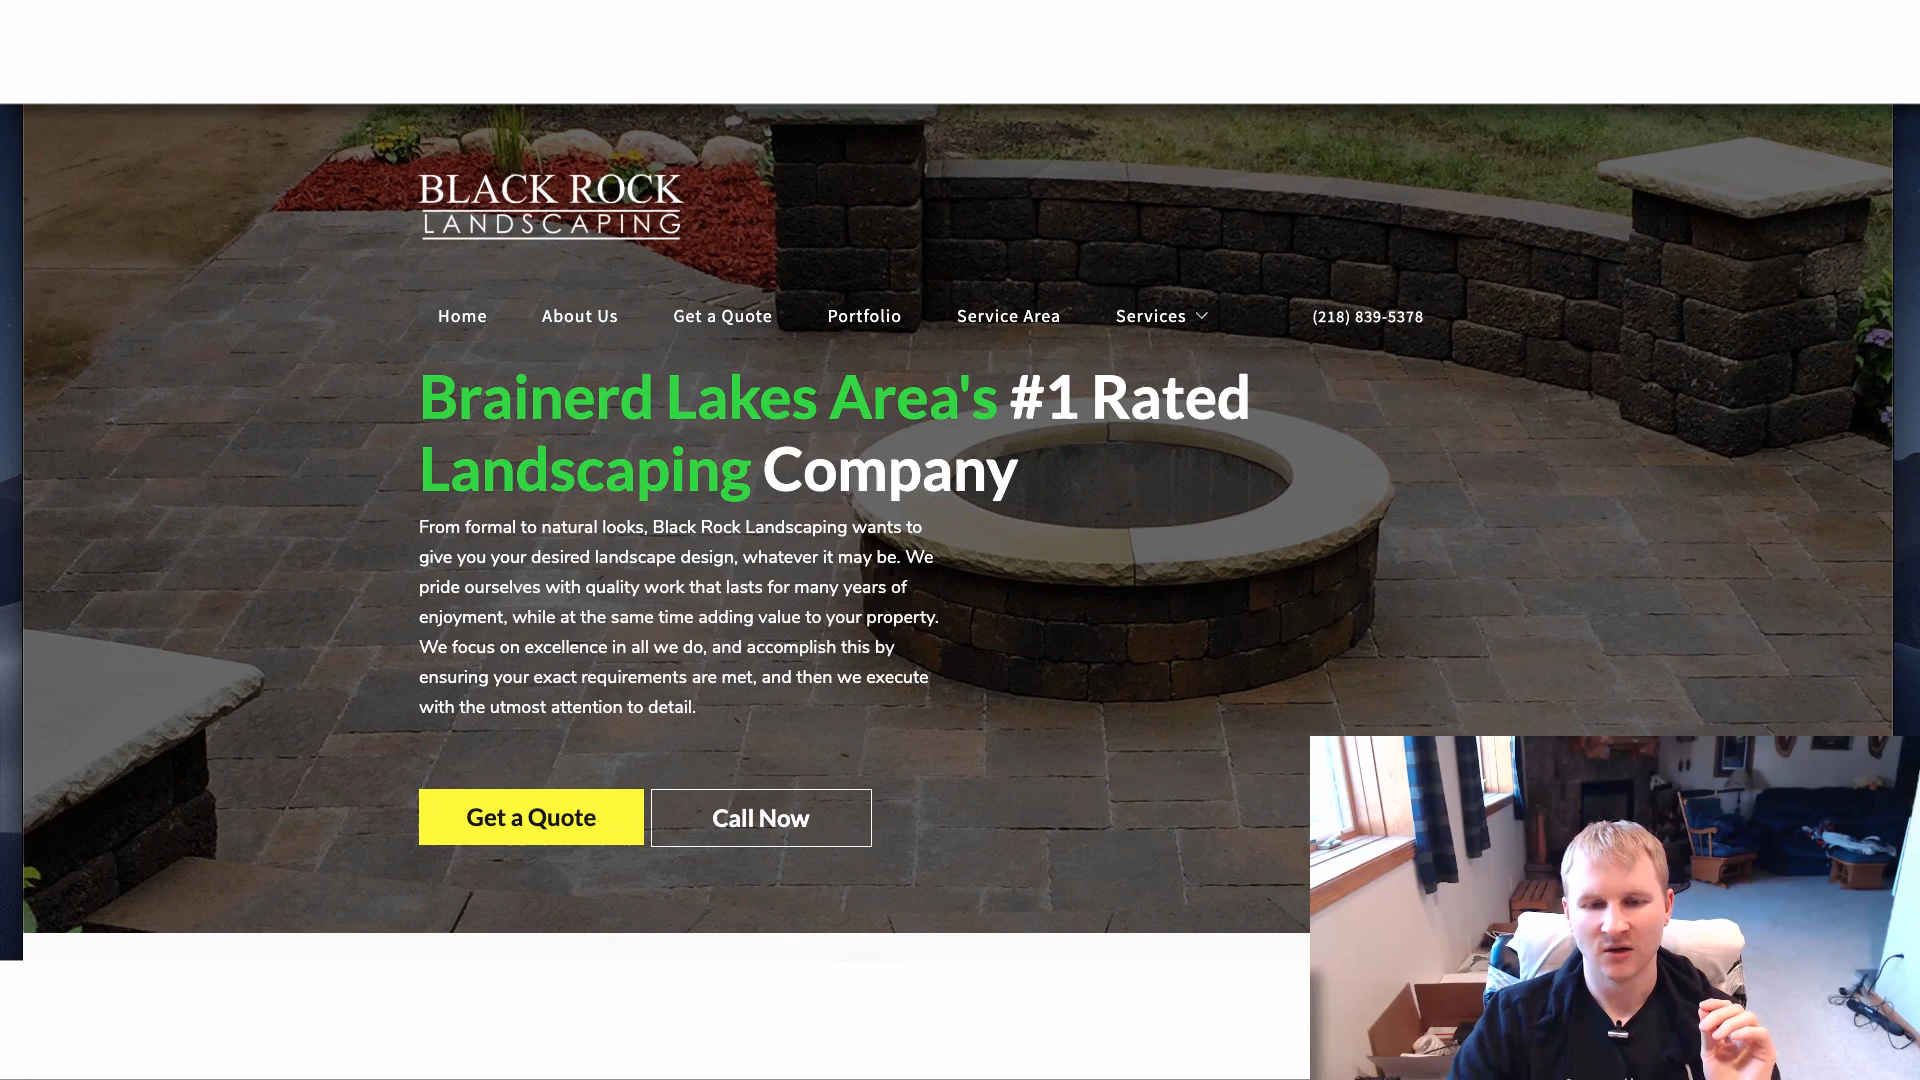 BLACK ROCK
LANDSCAPING
Home About Us Get a Quote Portfolio Service Area Services (218) 839-5378
Brainerd Lakes Area's #1 Rated
Landscaping Company
From formal to natural looks, Black Rock Landscaping wants to
give you your desired landscape design, whatever it may be. We
pride ourselves with quality work that lasts for many years of
enjoyment, while at the same time adding value to your property.
We focus on excellence in all we do, and accomplish this by
ensuring your exact requirements are met, and then we execute
with the utmost attention to detail.
Get a Quote Call Now